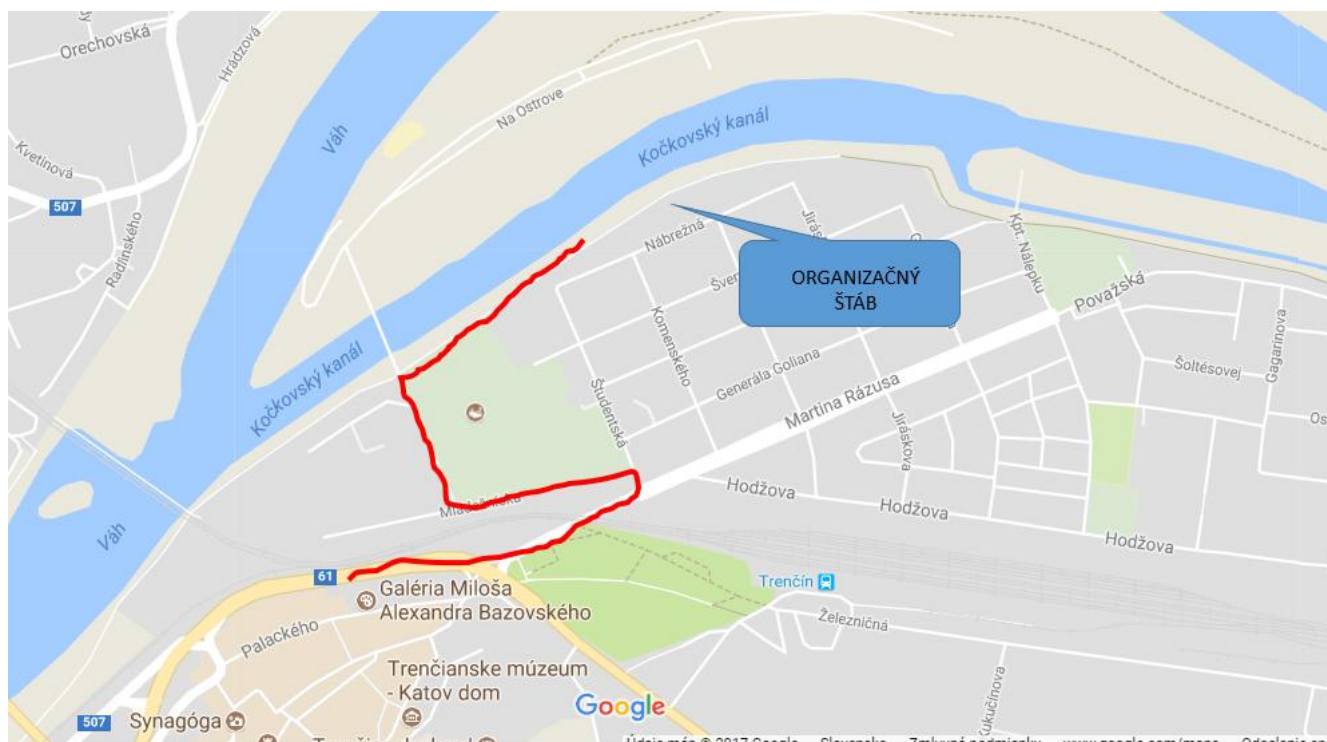 Orechovská
Hrádzová
Kvetinová
507
Radlinského
Váh
Na Ostrove
Kočkovský kanál
Nábrežná
Komenského
Generála Goliana
Študentská
Martina Rázusa
Jiráskova
ORGANIZAČNÝ
ŠTÁB
Kpt. Nálepku
Považská
Šoltésovej
Gagarinova
Kočkovský kanál
Váh
Hodžova
Hodžova
Hodžova
61
Galéria Miloša
Alexandra Bazovského
Palackého
Trenčín
Železničná
Trenčianske múzeum
- Katov dom
Google
507
Synagóga